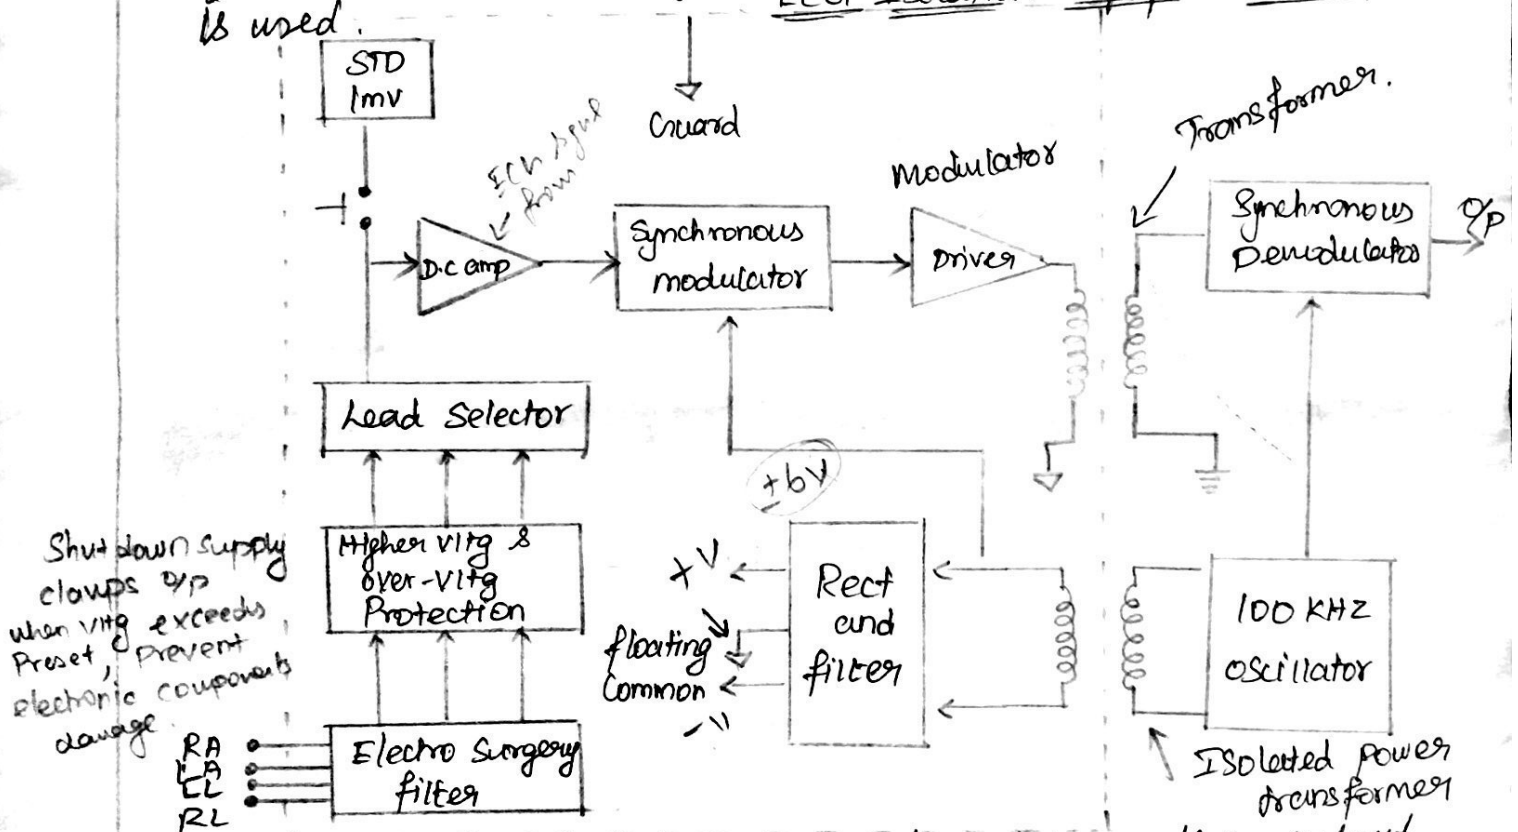 is used.
STD
1mv
Guard
Transformer.
ECG signal
from
Modulator
D.C amp
Synchronous
modulator
Driver
Synchronous
Demodulator
O/P
Lead Selector
±6V
Shutdown supply
clamps O/p
when vltg exceeds
Preset, prevent
electronic components
damage.
Higher vltg &
over-vltg
Protection
+V
floating
Common
-V
Rect
and
filter
100 KHZ
oscillator
RA
LA
LL
RL
Electro Surgery
filter
Isolated power
transformer